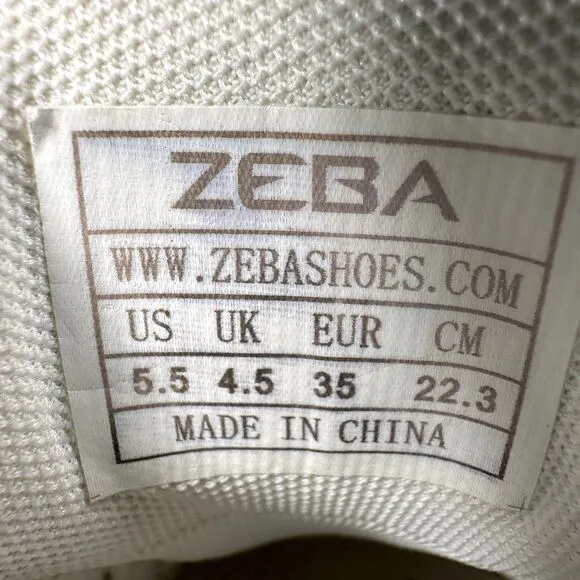 ZEBA
WWW.ZEBASHOES.COM
US UK EUR CM
5.5 4.5 35 22.3
MADE IN CHINA